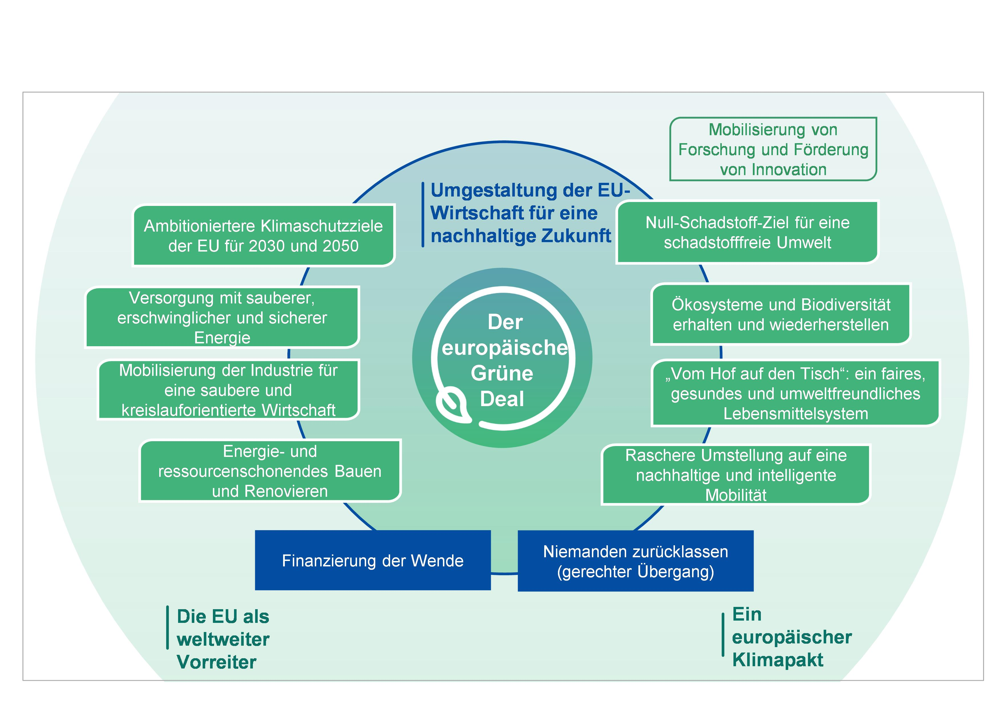 Mobilisierung von
Forschung und Förderung
von Innovation
Umgestaltung der EU-
Wirtschaft für eine
nachhaltige Zukunft
Ambitioniertere Klimaschutzziele
der EU für 2030 und 2050
Null-Schadstoff-Ziel für eine
schadstofffreie Umwelt
Versorgung mit sauberer,
erschwinglicher und sicherer
Energie
Ökosysteme und Biodiversität
erhalten und wiederherstellen
Der
europäische
Grüne
Deal
Mobilisierung der Industrie für
eine saubere und
kreislauforientierte Wirtschaft
„Vom Hof auf den Tisch“: ein faires,
gesundes und umweltfreundliches
Lebensmittelsystem
Energie- und
ressourcenschonendes Bauen
und Renovieren
Raschere Umstellung auf eine
nachhaltige und intelligente
Mobilität
Finanzierung der Wende
Niemanden zurücklassen
(gerechter Übergang)
Die EU als
weltweiter
Vorreiter
Ein
europäischer
Klimapakt